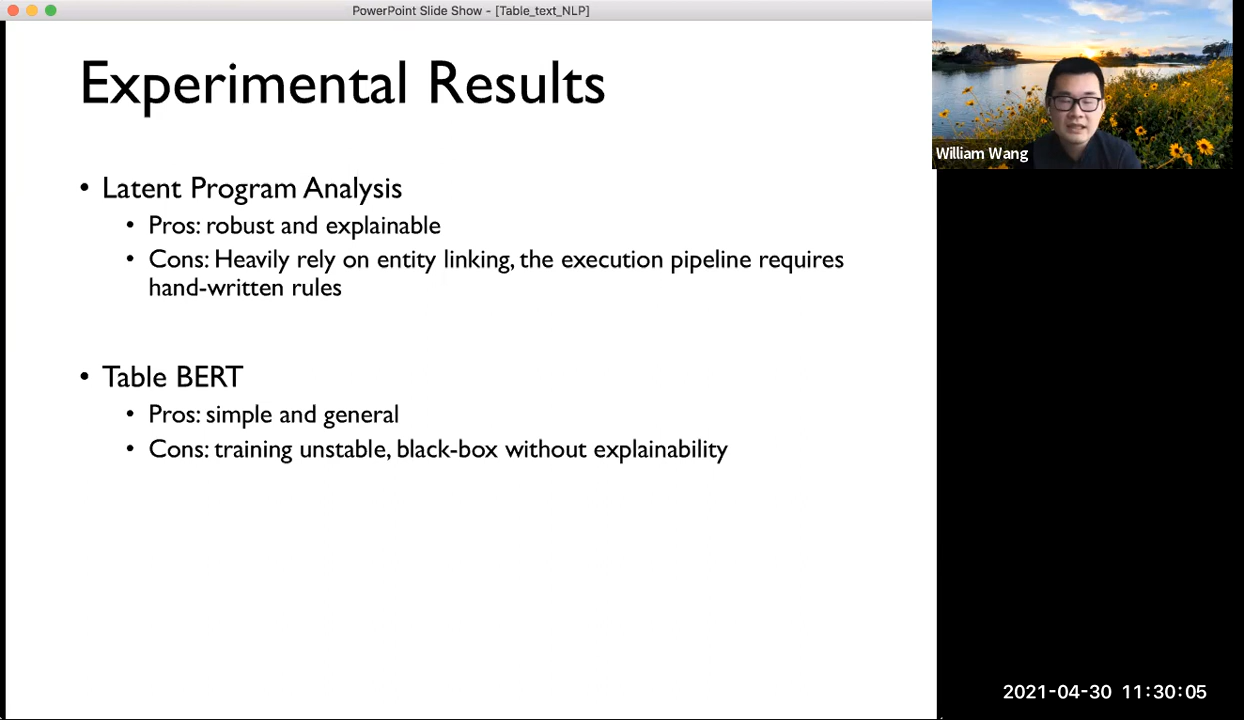 PowerPoint Slide Show - [Table_text_NLP]
Experimental Results
• Latent Program Analysis
• Pros: robust and explainable
• Cons: Heavily rely on entity linking, the execution pipeline requires
hand-written rules
• Table BERT
• Pros: simple and general
• Cons: training unstable, black-box without explainability
William Wang
2021-04-30 11:30:05